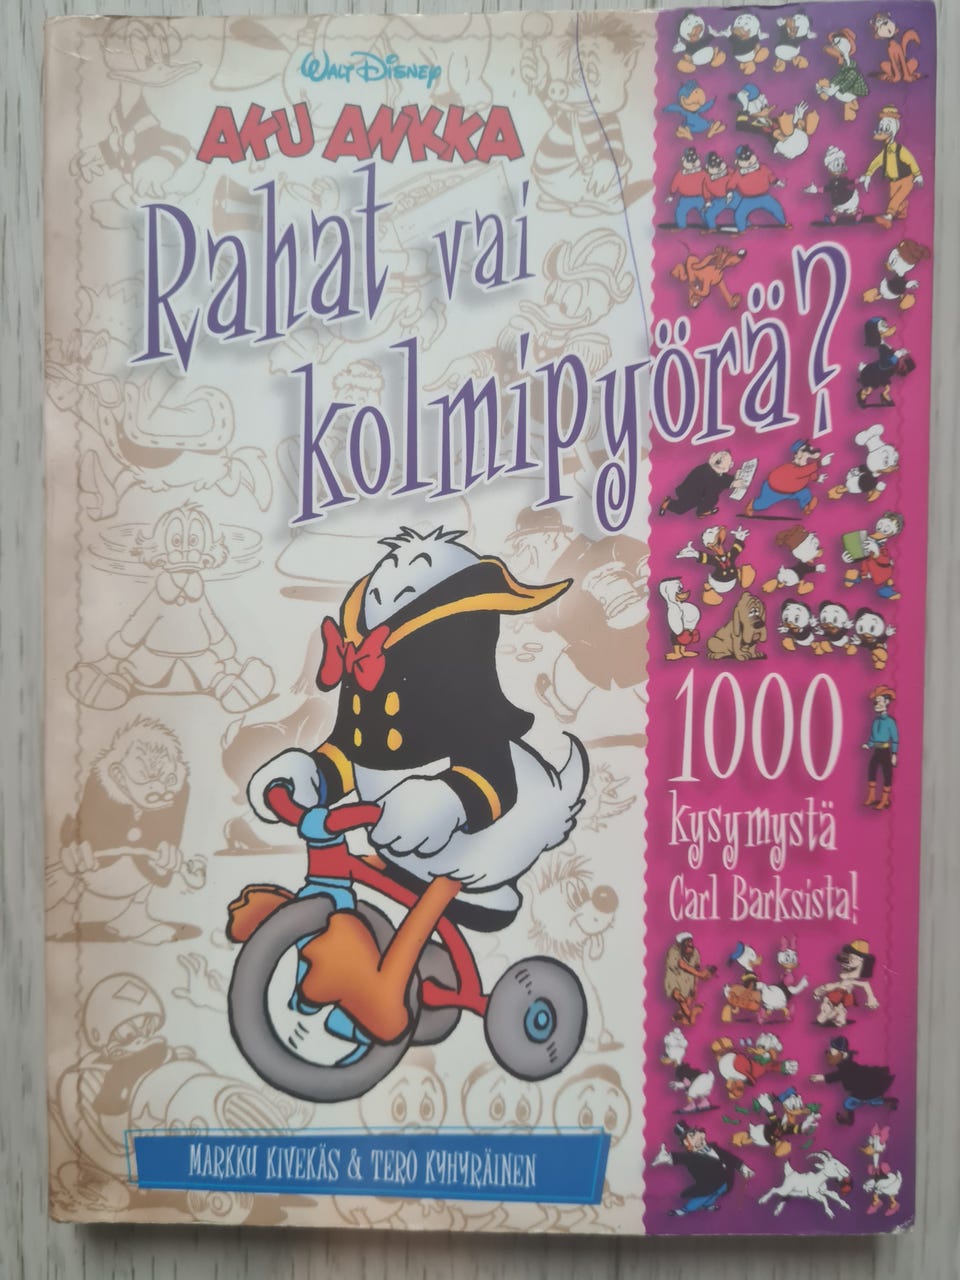 Walt Disney
AKU ANKKA
Rahat vai
kolmipyörä?
1000
kysymystä
Carl Barksista!
MARKKU KIVEKÄS & TERO KYHYRÄINEN